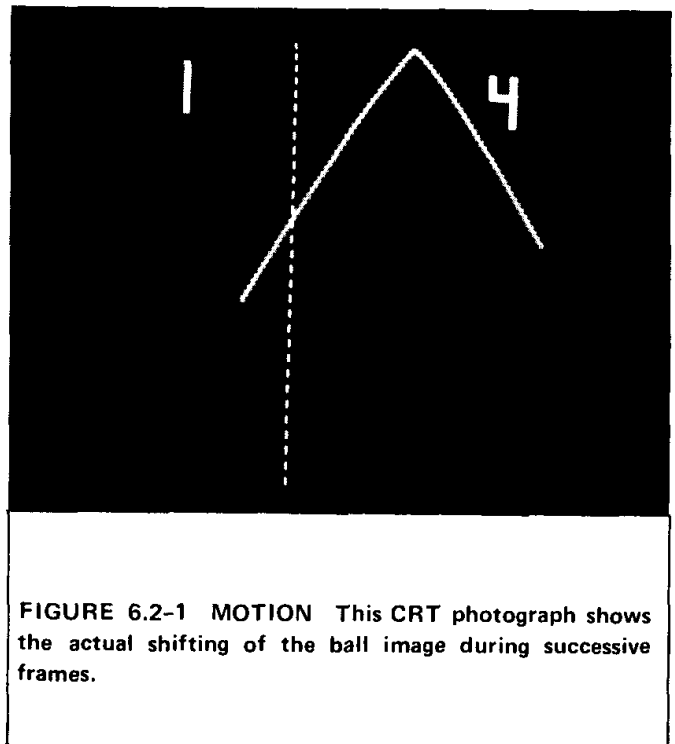 1 4
FIGURE 6.2-1 MOTION This CRT photograph shows
the actual shifting of the ball image during successive
frames.